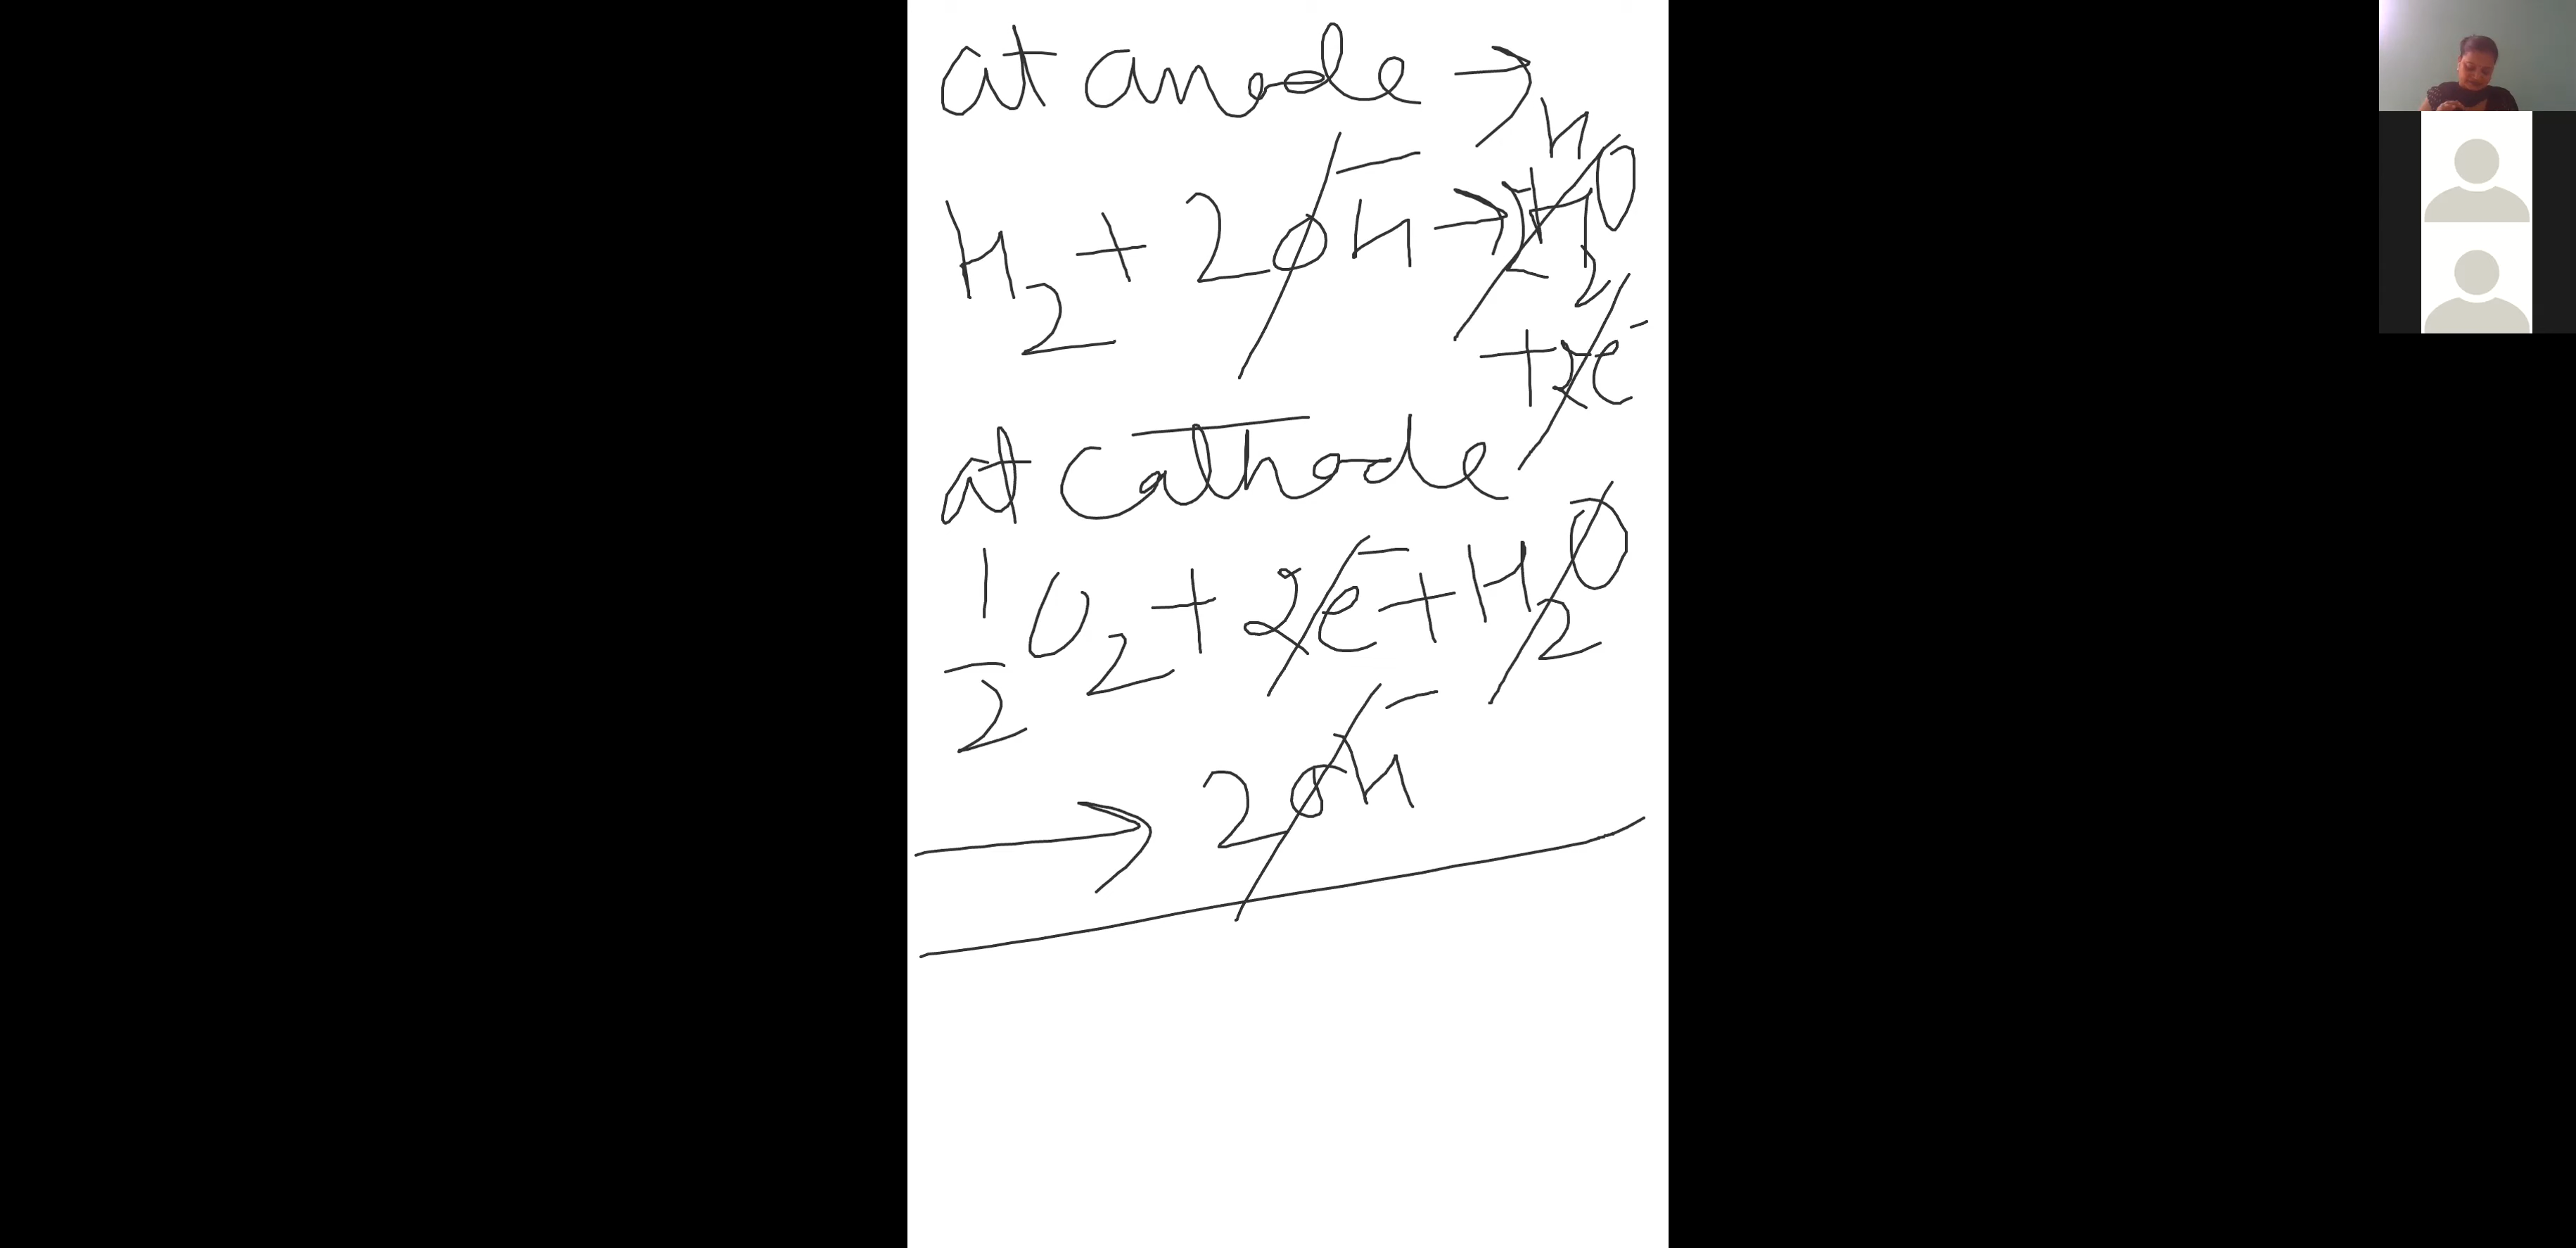 at anode →
H₂ + 2OH⁻ → 2H₂O
+2e⁻
at Cathode
1/2 O₂ + 2e⁻ + H₂O
→ 2OH⁻